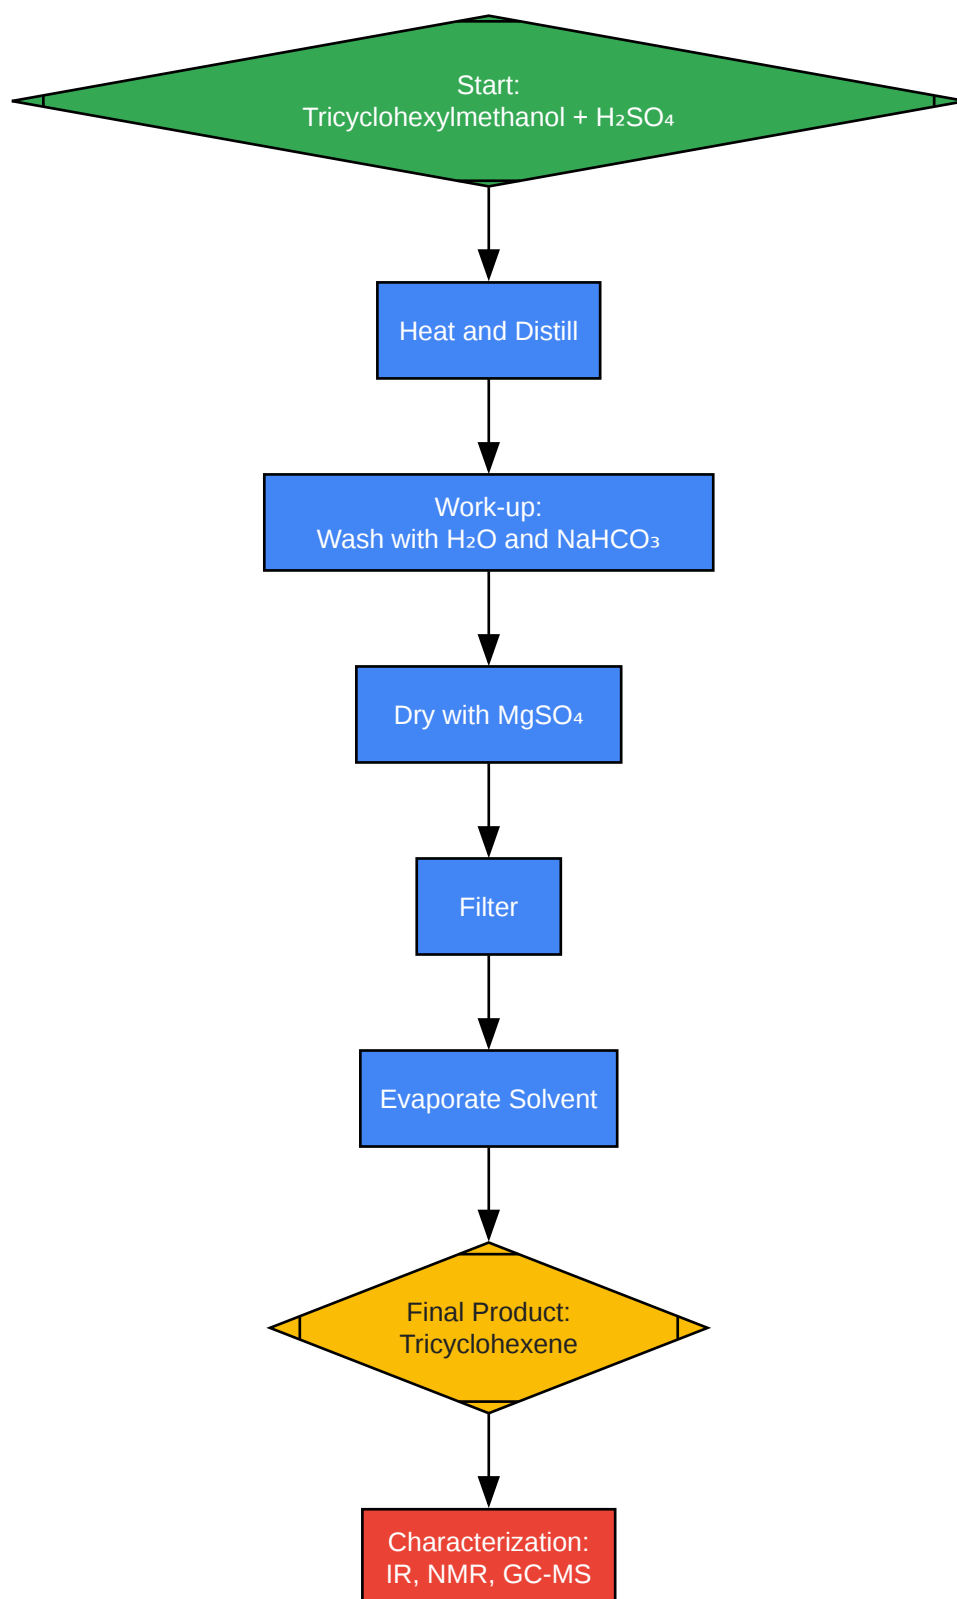 Start:
Tricyclohexylmethanol + H₂SO₄
Heat and Distill
Work-up:
Wash with H₂O and NaHCO₃
Dry with MgSO₄
Filter
Evaporate Solvent
Final Product:
Tricyclohexene
Characterization:
IR, NMR, GC-MS